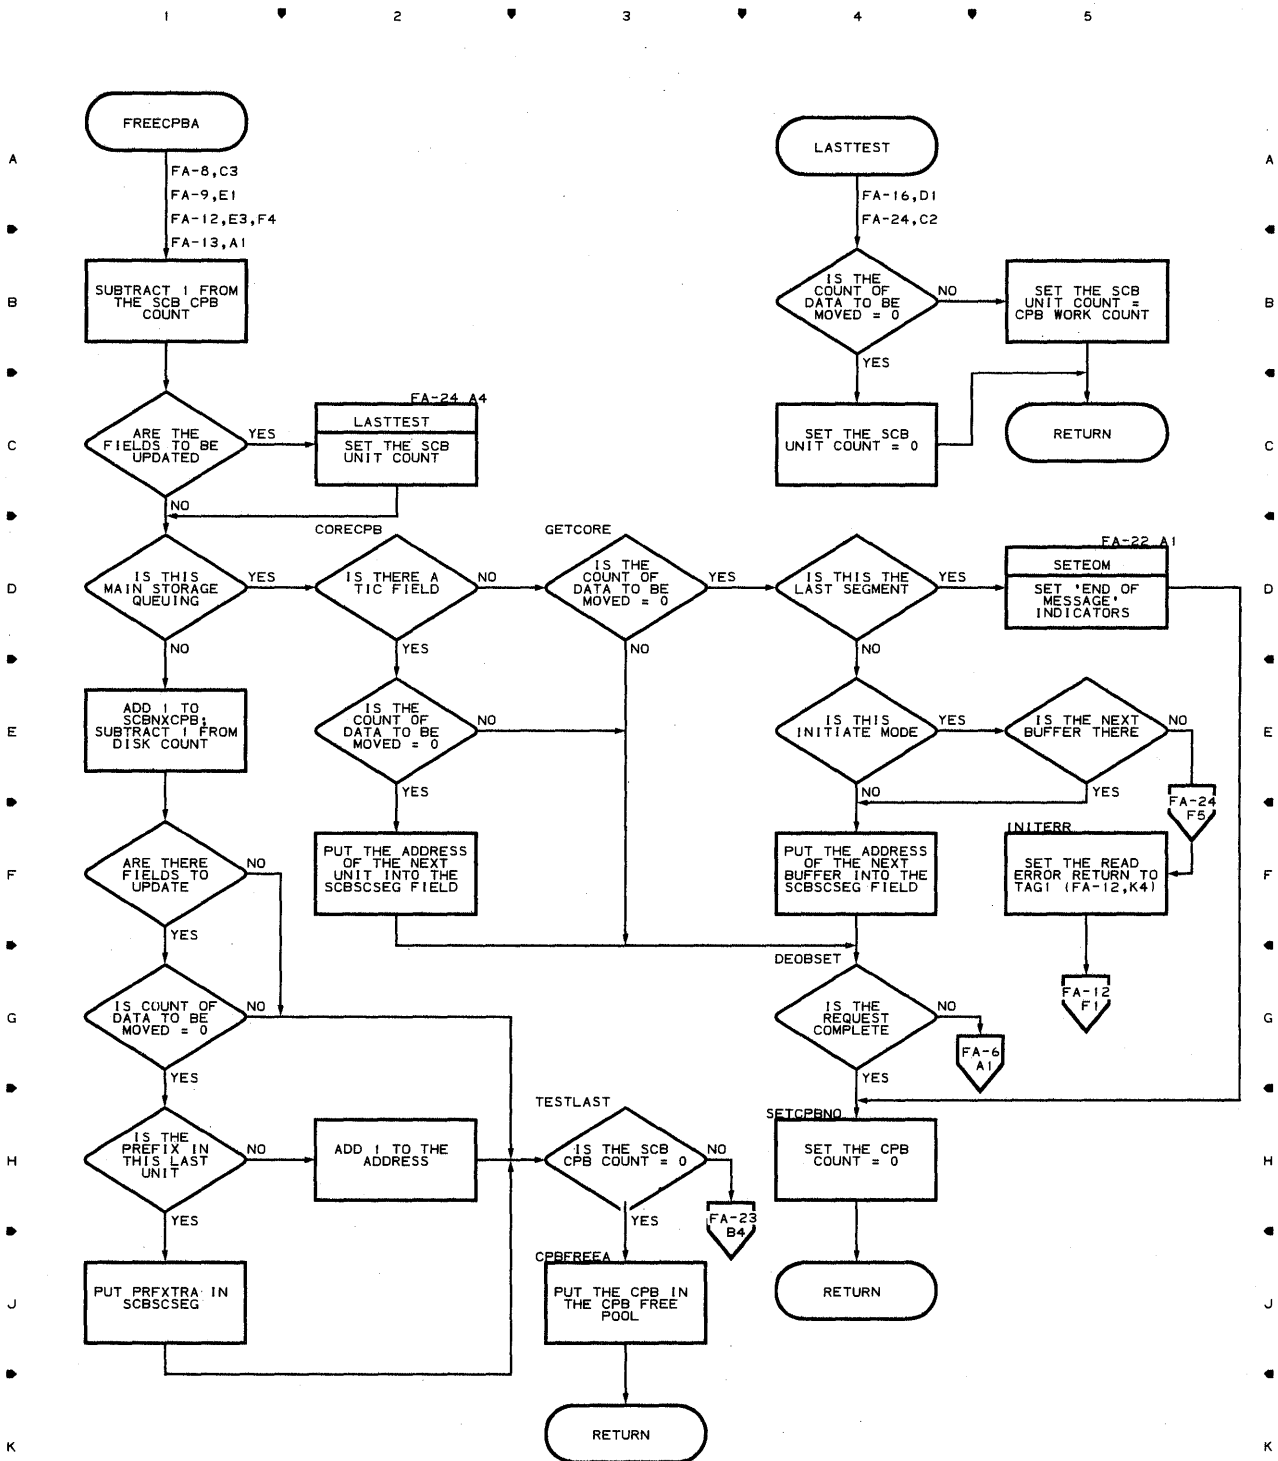 1 2 3 4 5
FREECPBA
LASTTEST
A A
FA-8,C3
FA-9,E1
FA-12,E3,F4
FA-13,A1
FA-16,D1
FA-24,C2
SUBTRACT 1 FROM
THE SCB CPB
COUNT
IS THE
COUNT OF
DATA TO BE
MOVED = 0
NO
YES
SET THE SCB
UNIT COUNT =
CPB WORK COUNT
B B
ARE THE
FIELDS TO BE
UPDATED
YES
NO
FA-24 A4
LASTTEST
SET THE SCB
UNIT COUNT
SET THE SCB
UNIT COUNT = 0
RETURN
C C
IS THIS
MAIN STORAGE
QUEUING
YES
NO
CORECPB
IS THERE A
TIC FIELD
NO
YES
GETCORE
IS THE
COUNT OF
DATA TO BE
MOVED = 0
YES
NO
IS THIS THE
LAST SEGMENT
YES
NO
FA-22 A1
SETEOM
SET 'END OF
MESSAGE'
INDICATORS
D D
ADD 1 TO
SCBNXCPB;
SUBTRACT 1 FROM
DISK COUNT
IS THE
COUNT OF
DATA TO BE
MOVED = 0
NO
YES
IS THIS
INITIATE MODE
YES
NO
IS THE NEXT
BUFFER THERE
NO
YES
FA-24
F5
E E
ARE THERE
FIELDS TO
UPDATE
NO
YES
PUT THE ADDRESS
OF THE NEXT
UNIT INTO THE
SCBSCSEG FIELD
PUT THE ADDRESS
OF THE NEXT
BUFFER INTO THE
SCBSCSEG FIELD
INITERR
SET THE READ
ERROR RETURN TO
TAG1 (FA-12,K4)
F F
IS COUNT OF
DATA TO BE
MOVED = 0
NO
YES
DEOBSET
IS THE
REQUEST
COMPLETE
NO
YES
FA-6
A1
FA-12
F1
G G
IS THE
PREFIX IN
THIS LAST
UNIT
NO
YES
ADD 1 TO THE
ADDRESS
TESTLAST
IS THE SCB
CPB COUNT = 0
NO
YES
FA-23
B4
SETCPBNO
SET THE CPB
COUNT = 0
H H
PUT PRFXTRA IN
SCBSCSEG
CPBFREEA
PUT THE CPB IN
THE CPB FREE
POOL
RETURN
J J
RETURN
K K